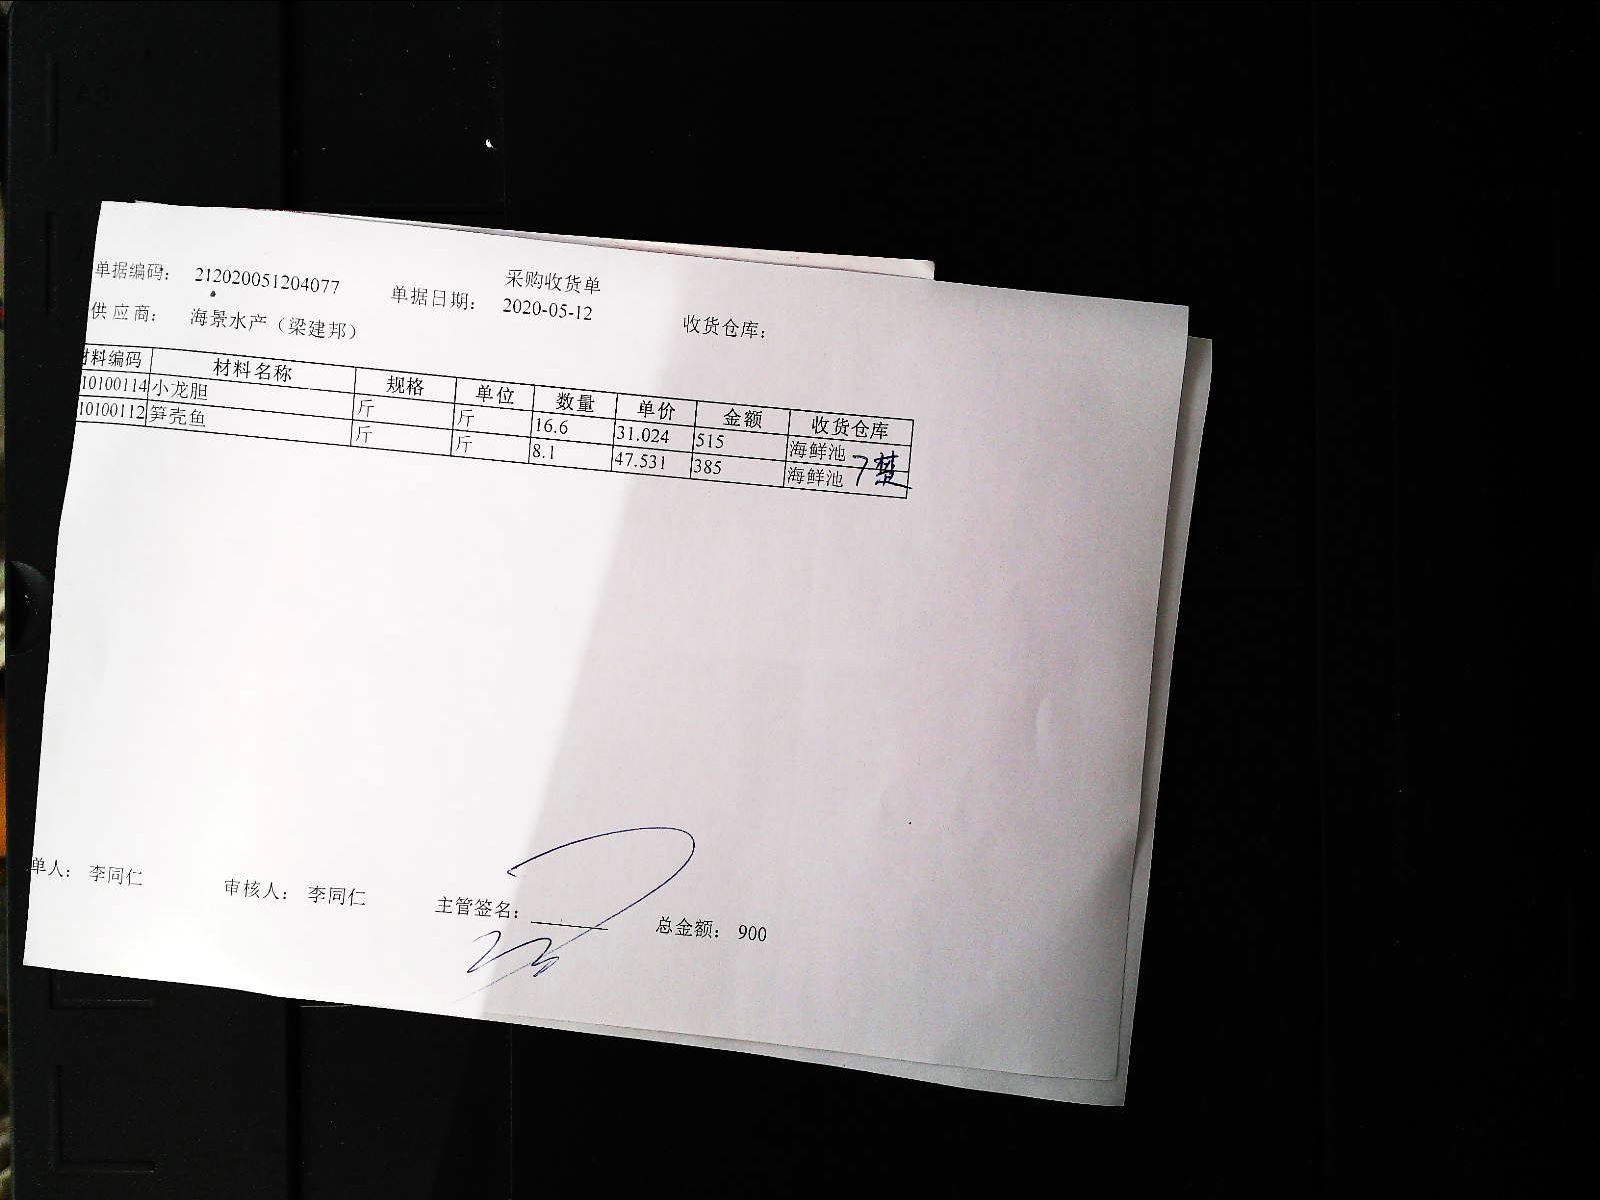 采购收货单
单据编码： 212020051204077 单据日期： 2020-05-12 收货仓库：
供应商： 海景水产（梁建邦）
材料编码 材料名称 规格 单位 数量 单价 金额 收货仓库
10100114 小龙胆 斤 斤 16.6 31.024 515 海鲜池
10100112 笋壳鱼 斤 斤 8.1 47.531 385 海鲜池
单人： 李同仁 审核人： 李同仁 主管签名： 总金额： 900